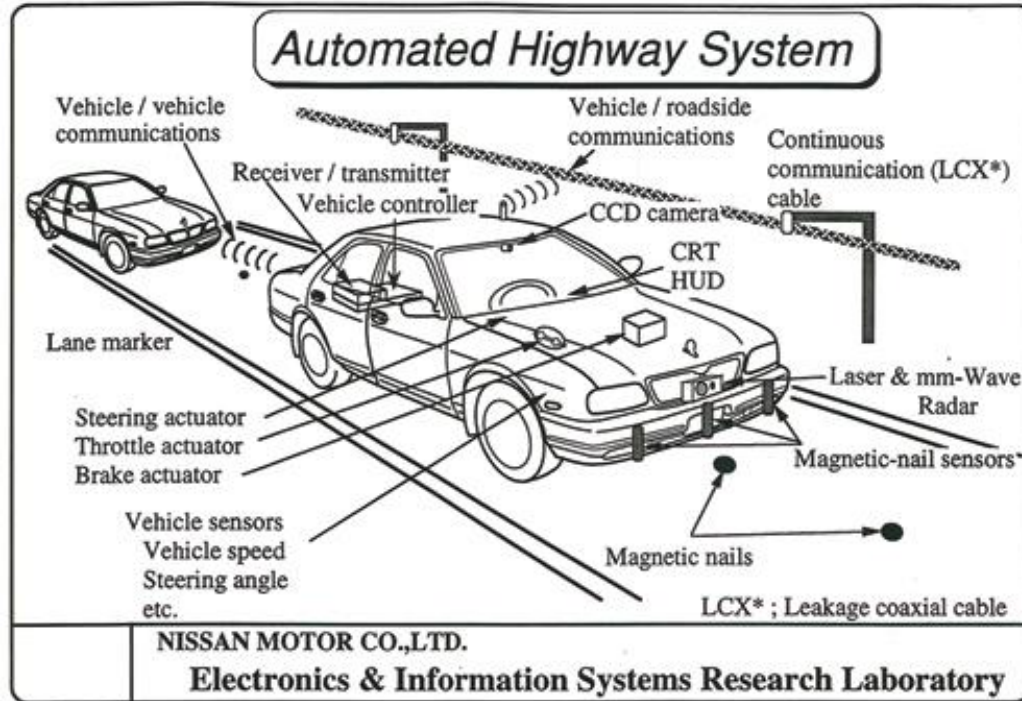 Automated Highway System
Vehicle / vehicle
communications
Vehicle / roadside
communications
Continuous
communication (LCX*)
cable
Receiver / transmitter
Vehicle controller
CCD camera
CRT
HUD
Lane marker
Laser & mm-Wave
Radar
Steering actuator
Throttle actuator
Brake actuator
Magnetic-nail sensors
Vehicle sensors
Vehicle speed
Steering angle
etc.
Magnetic nails
LCX* ; Leakage coaxial cable
NISSAN MOTOR CO.,LTD.
Electronics & Information Systems Research Laboratory